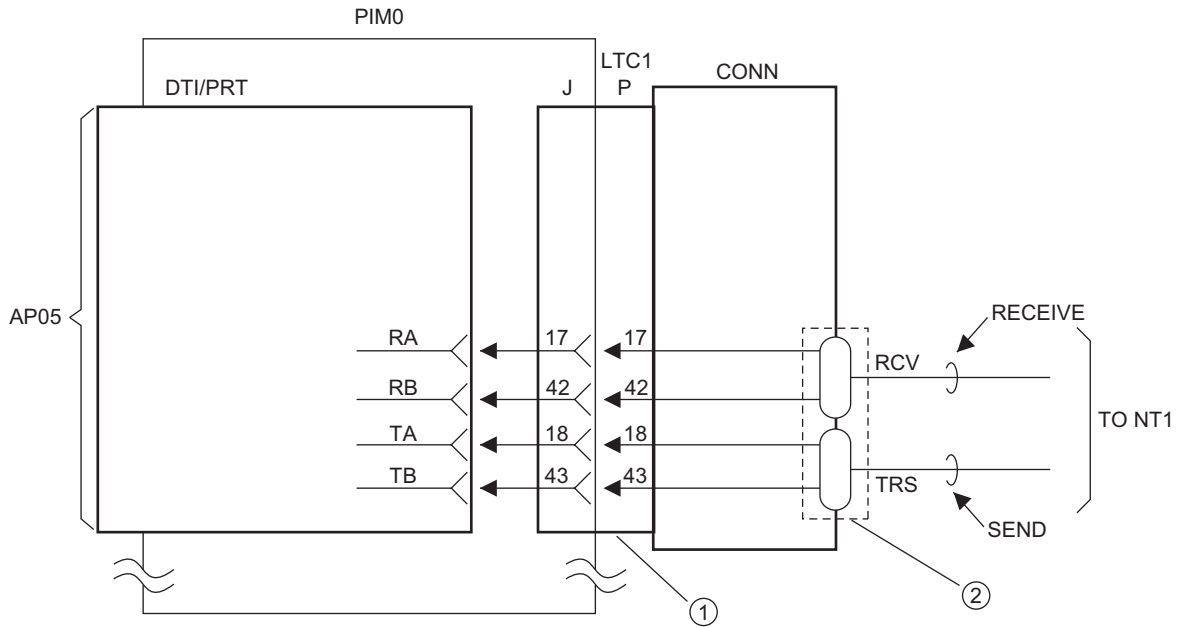 PIM0
LTC1
DTI/PRT
J
P
CONN
AP05
RA
17
17
RB
42
42
TA
18
18
TB
43
43
RCV
TRS
RECEIVE
SEND
TO NT1
1
2